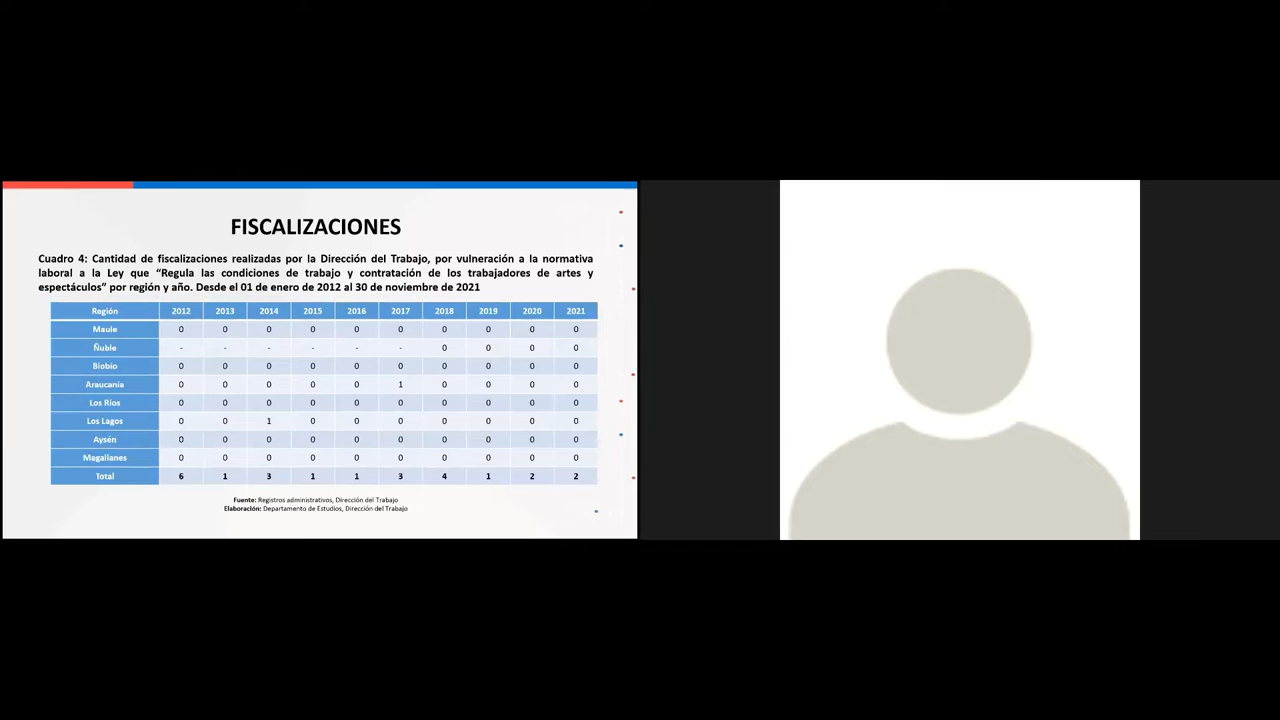 FISCALIZACIONES
Cuadro 4: Cantidad de fiscalizaciones realizadas por la Dirección del Trabajo, por vulneración a la normativa
laboral a la Ley que “Regula las condiciones de trabajo y contratación de los trabajadores de artes y
espectáculos” por región y año. Desde el 01 de enero de 2012 al 30 de noviembre de 2021
Región 2012 2013 2014 2015 2016 2017 2018 2019 2020 2021
Maule 0 0 0 0 0 0 0 0 0 0
Ñuble - - - - - - 0 0 0 0
Biobío 0 0 0 0 0 0 0 0 0 0
Araucanía 0 0 0 0 0 1 0 0 0 0
Los Ríos 0 0 0 0 0 0 0 0 0 0
Los Lagos 0 0 1 0 0 0 0 0 0 0
Aysén 0 0 0 0 0 0 0 0 0 0
Magallanes 0 0 0 0 0 0 0 0 0 0
Total 6 1 3 1 1 3 4 1 2 2
Fuente: Registros administrativos, Dirección del Trabajo
Elaboración: Departamento de Estudios, Dirección del Trabajo